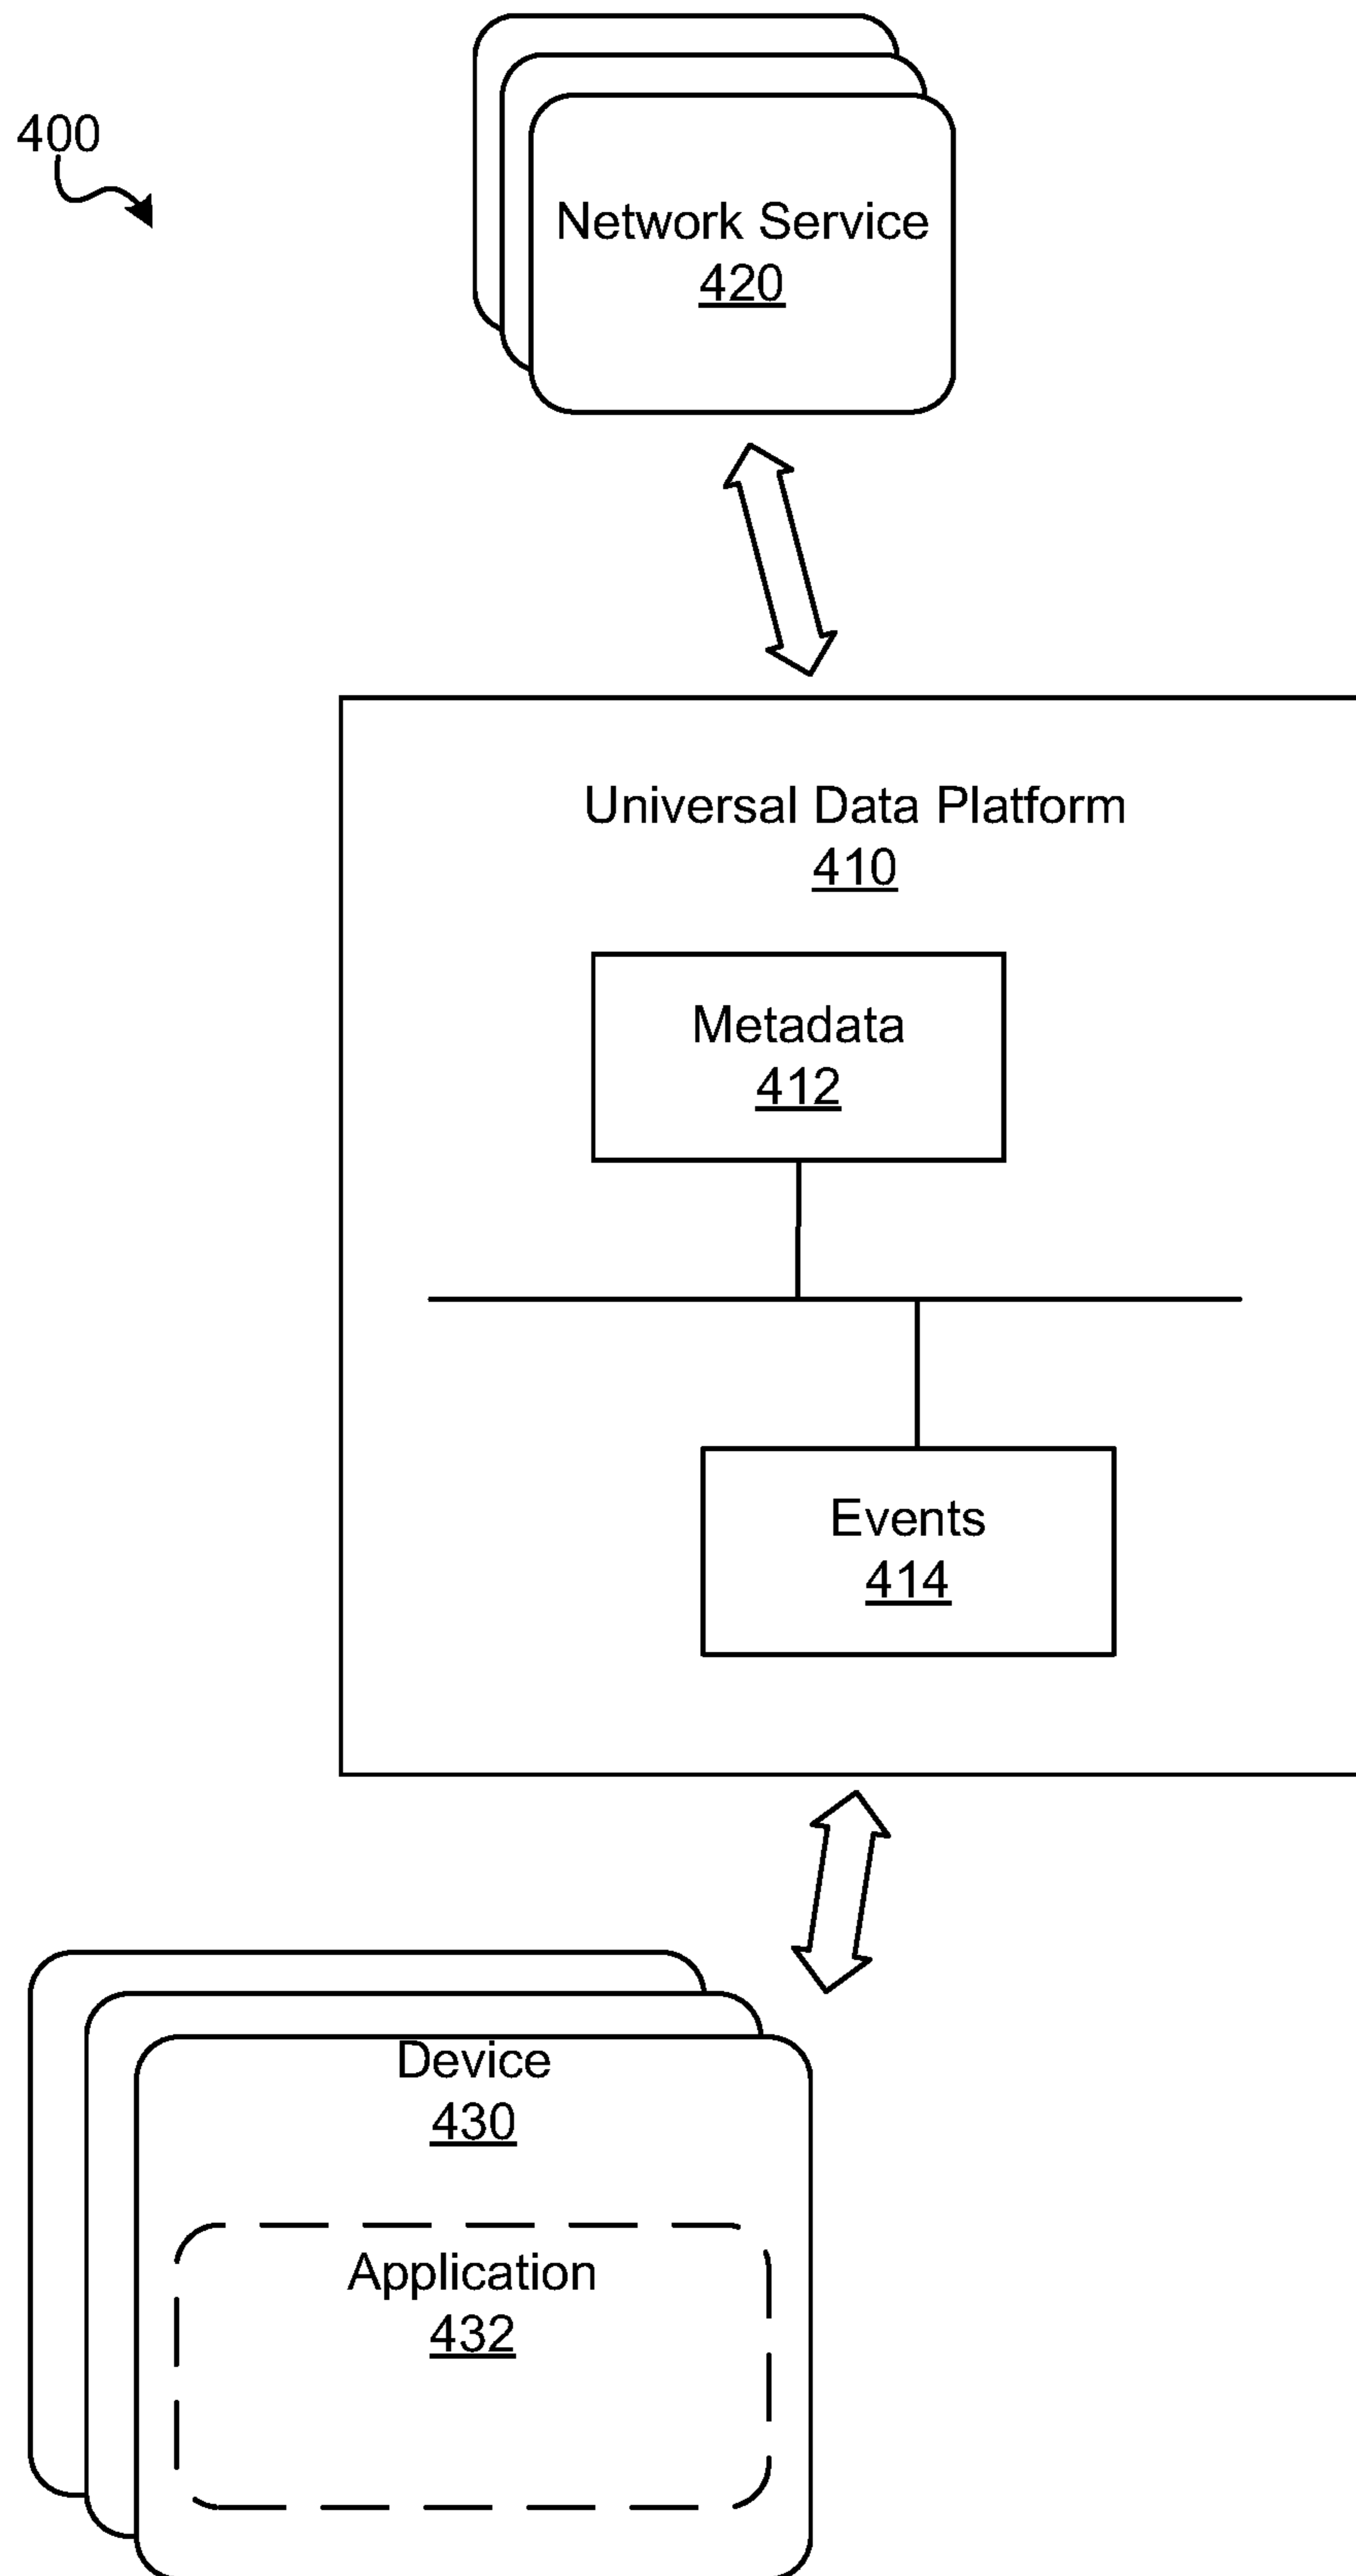 400
Network Service
420
Universal Data Platform
410
Metadata
412
Events
414
Device
430
Application
432